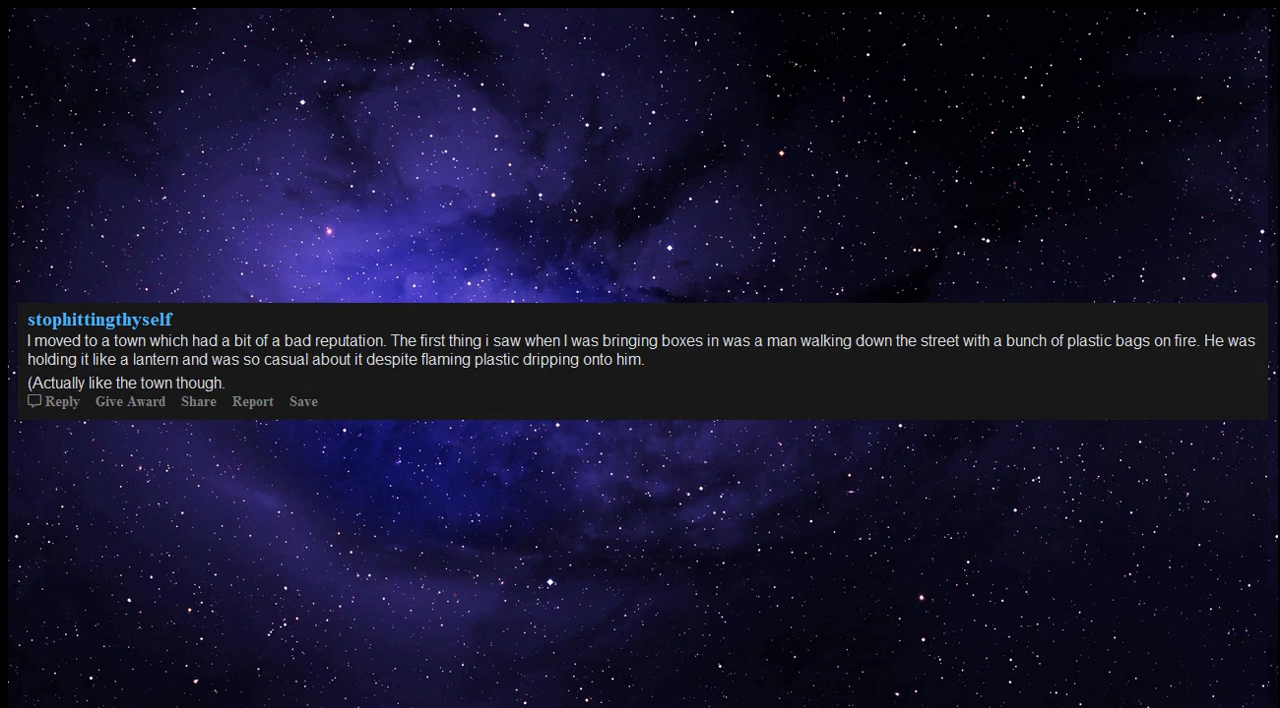 stophittingthyself
I moved to a town which had a bit of a bad reputation. The first thing i saw when I was bringing boxes in was a man walking down the street with a bunch of plastic bags on fire. He was
holding it like a lantern and was so casual about it despite flaming plastic dripping onto him.
(Actually like the town though.
Reply Give Award Share Report Save